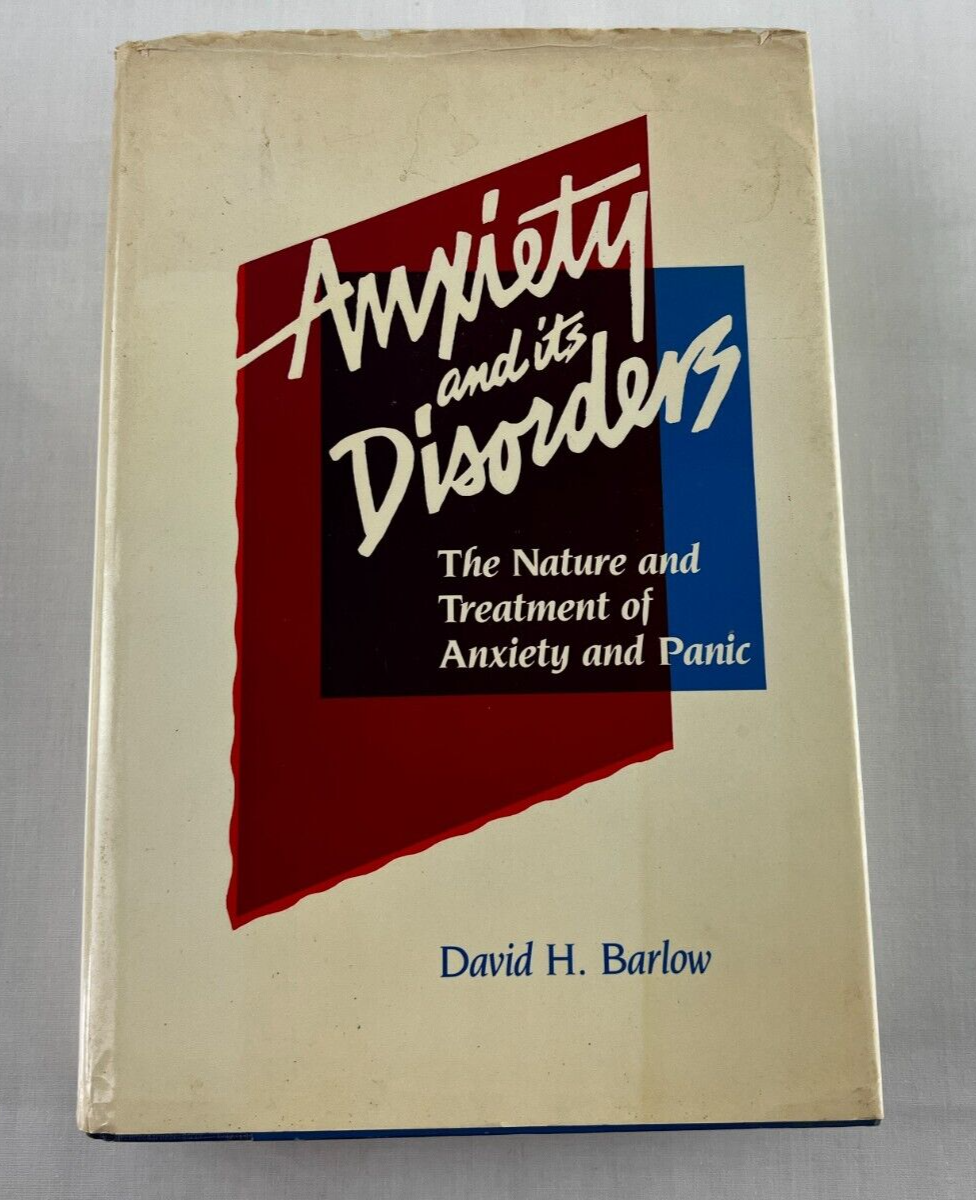 Anxiety
and its
Disorders
The Nature and
Treatment of
Anxiety and Panic
David H. Barlow